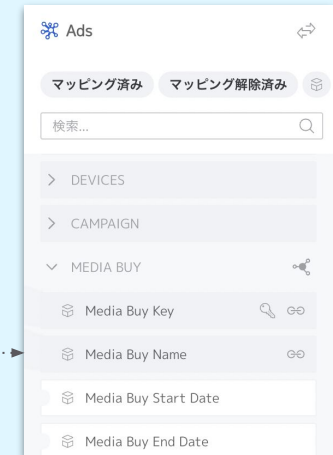 Ads
マッピング済み マッピング解除済み
検索...
DEVICES
CAMPAIGN
MEDIA BUY
Media Buy Key
Media Buy Name
Media Buy Start Date
Media Buy End Date